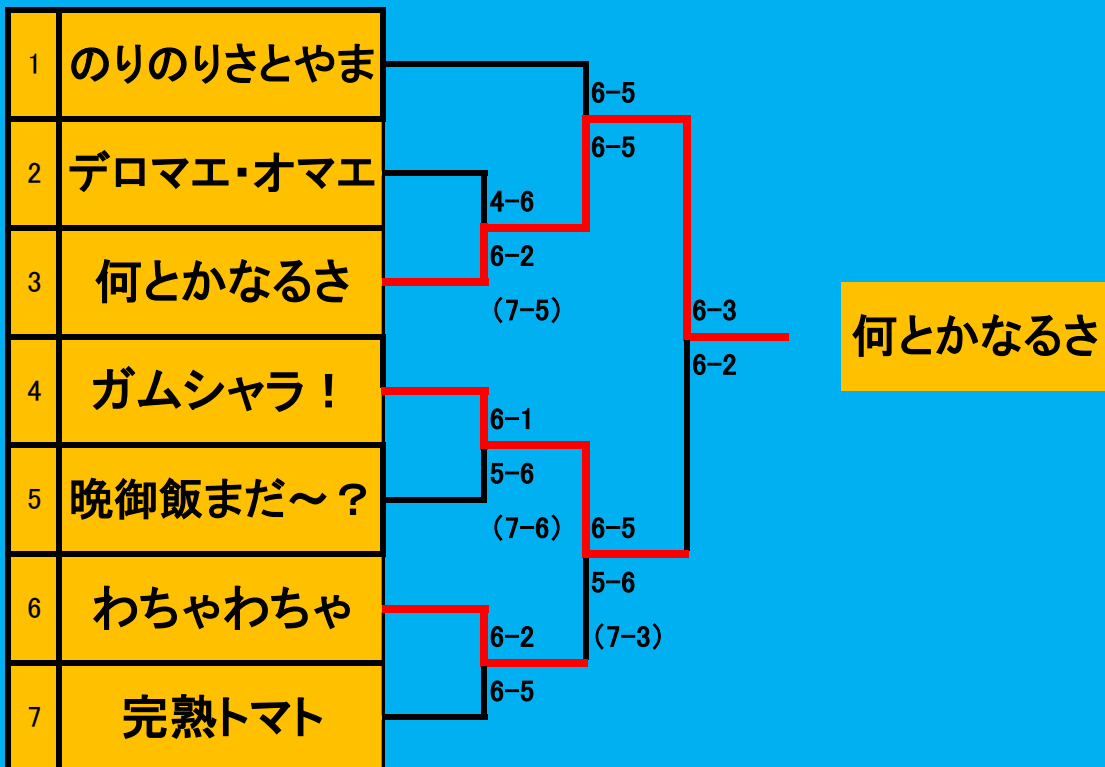 1 のりのりさとやま
2 デロマエ・オマエ
3 何とかなるさ
4 ガムシャラ！
5 晩御飯まだ～？
6 わちゃわちゃ
7 完熟トマト
4-6
6-2
(7-5)
6-1
5-6
(7-6)
6-2
6-5
6-5
6-5
6-5
5-6
(7-3)
6-3
6-2
何とかなるさ